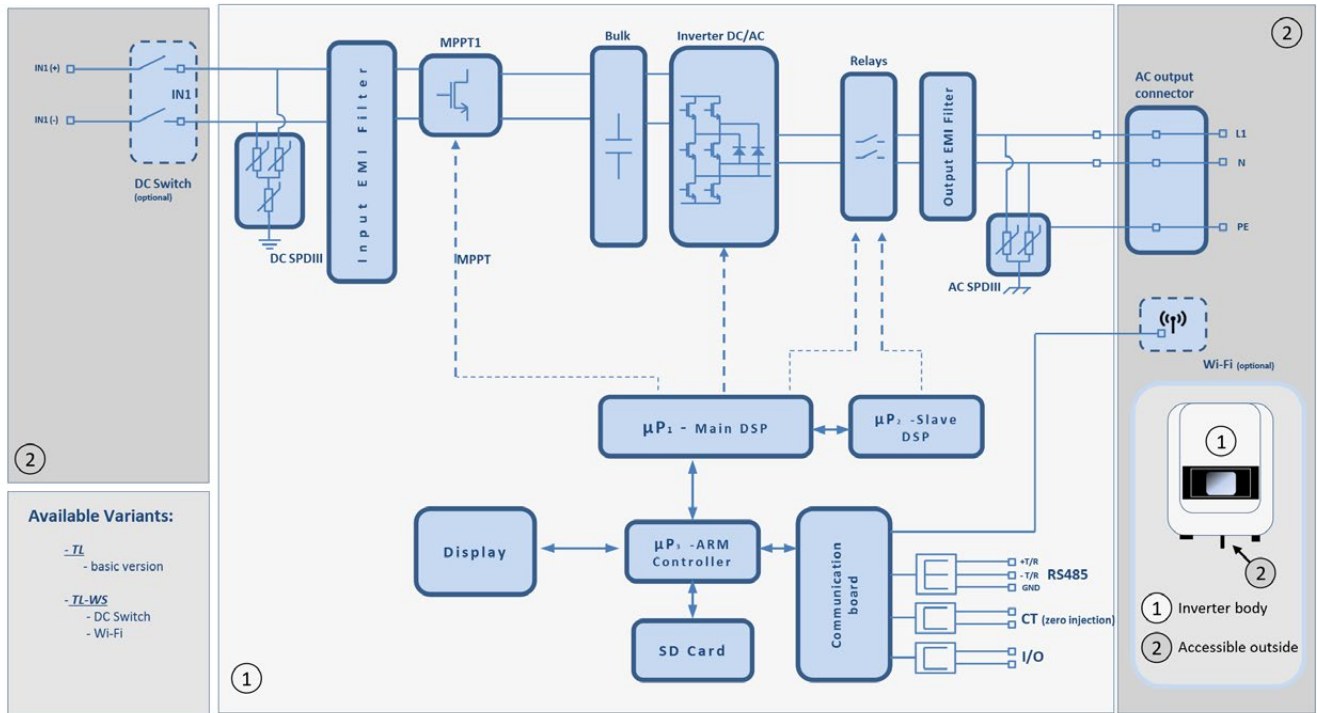 IN1 (+)
IN1 (-)
IN1
DC Switch
(optional)
2
DC SPDIII
Input EMI Filter
MPPT1
MPPT
Bulk
Inverter DC/AC
Relays
Output EMI Filter
AC SPDIII
2
AC output
connector
L1
N
PE
Wi-Fi (optional)
µP₁ - Main DSP
µP₂ -Slave
DSP
µP₃ -ARM
Controller
Display
SD Card
Communication
board
+T/R
- T/R
GND
RS485
CT (zero injection)
I/O
1
Available Variants:
- TL
- basic version
- TL-WS
- DC Switch
- Wi-Fi
1
2
1 Inverter body
2 Accessible outside